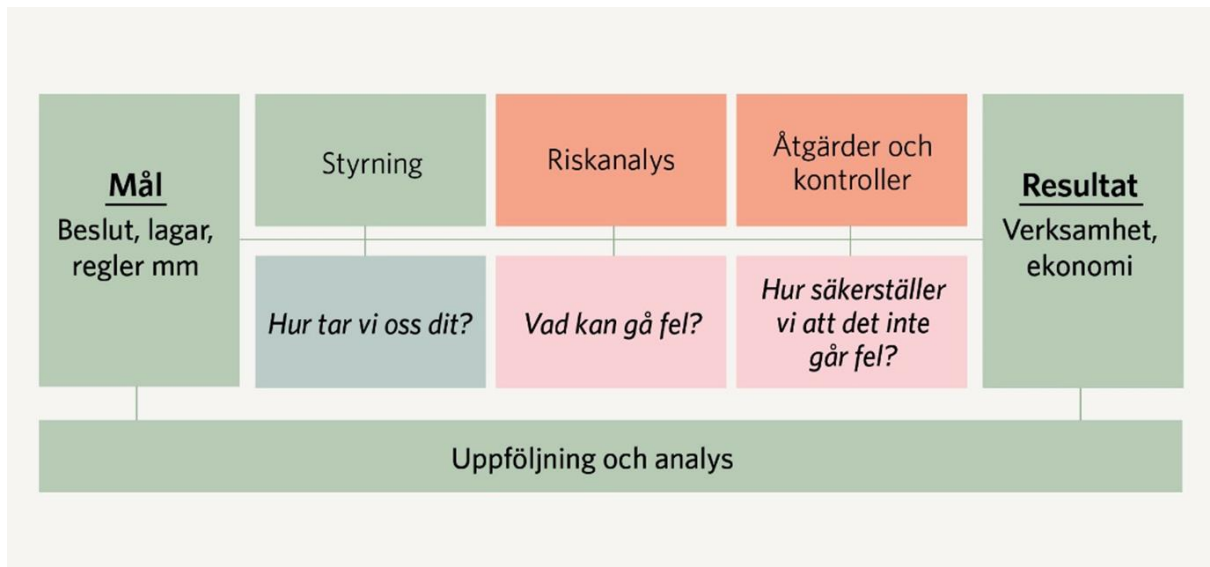 Mål
Beslut, lagar,
regler mm
Styrning
Hur tar vi oss dit?
Riskanalys
Vad kan gå fel?
Åtgärder och
kontroller
Hur säkerställer
vi att det inte
går fel?
Resultat
Verksamhet,
ekonomi
Uppföljning och analys